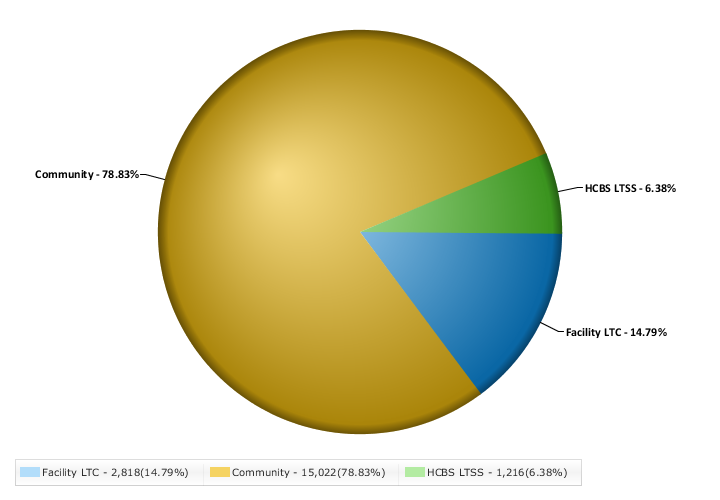 Community - 78.83%
HCBS LTSS - 6.38%
Facility LTC - 14.79%
Facility LTC - 2,818(14.79%) Community - 15,022(78.83%) HCBS LTSS - 1,216(6.38%)